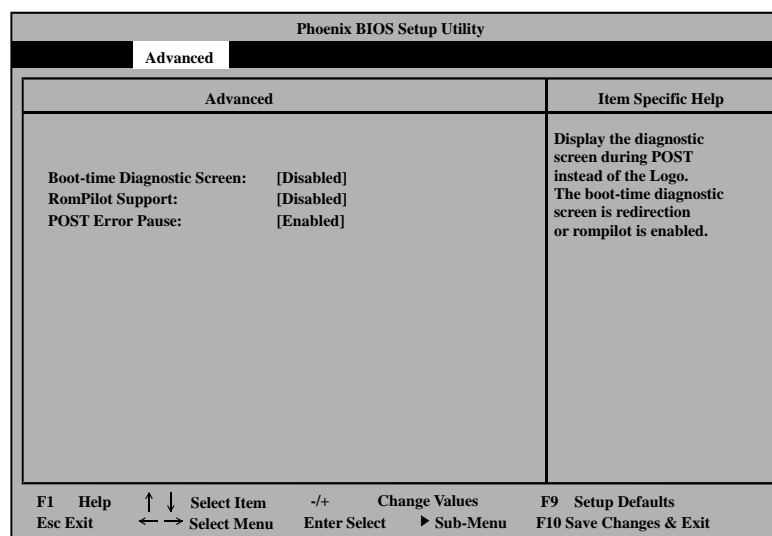 Phoenix BIOS Setup Utility
Advanced
Advanced
Item Specific Help
Boot-time Diagnostic Screen: [Disabled]
RomPilot Support: [Disabled]
POST Error Pause: [Enabled]
Display the diagnostic
screen during POST
instead of the Logo.
The boot-time diagnostic
screen is redirection
or rompilot is enabled.
F1 Help ↑ ↓ Select Item -/+ Change Values F9 Setup Defaults
Esc Exit ← → Select Menu Enter Select ▶ Sub-Menu F10 Save Changes & Exit